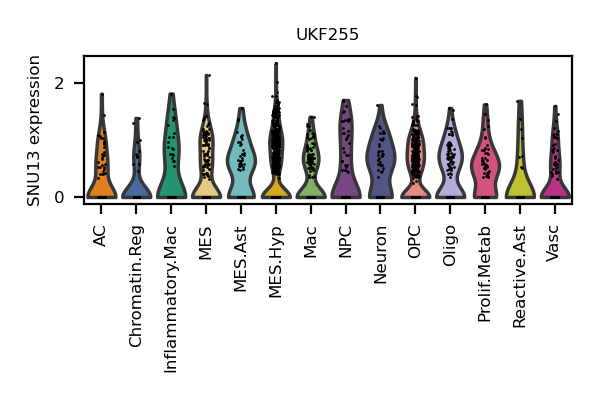 UKF255
SNU13 expression
2
0
AC
Chromatin.Reg
Inflammatory.Mac
MES
MES.Ast
MES.Hyp
Mac
NPC
Neuron
OPC
Oligo
Prolif.Metab
Reactive.Ast
Vasc